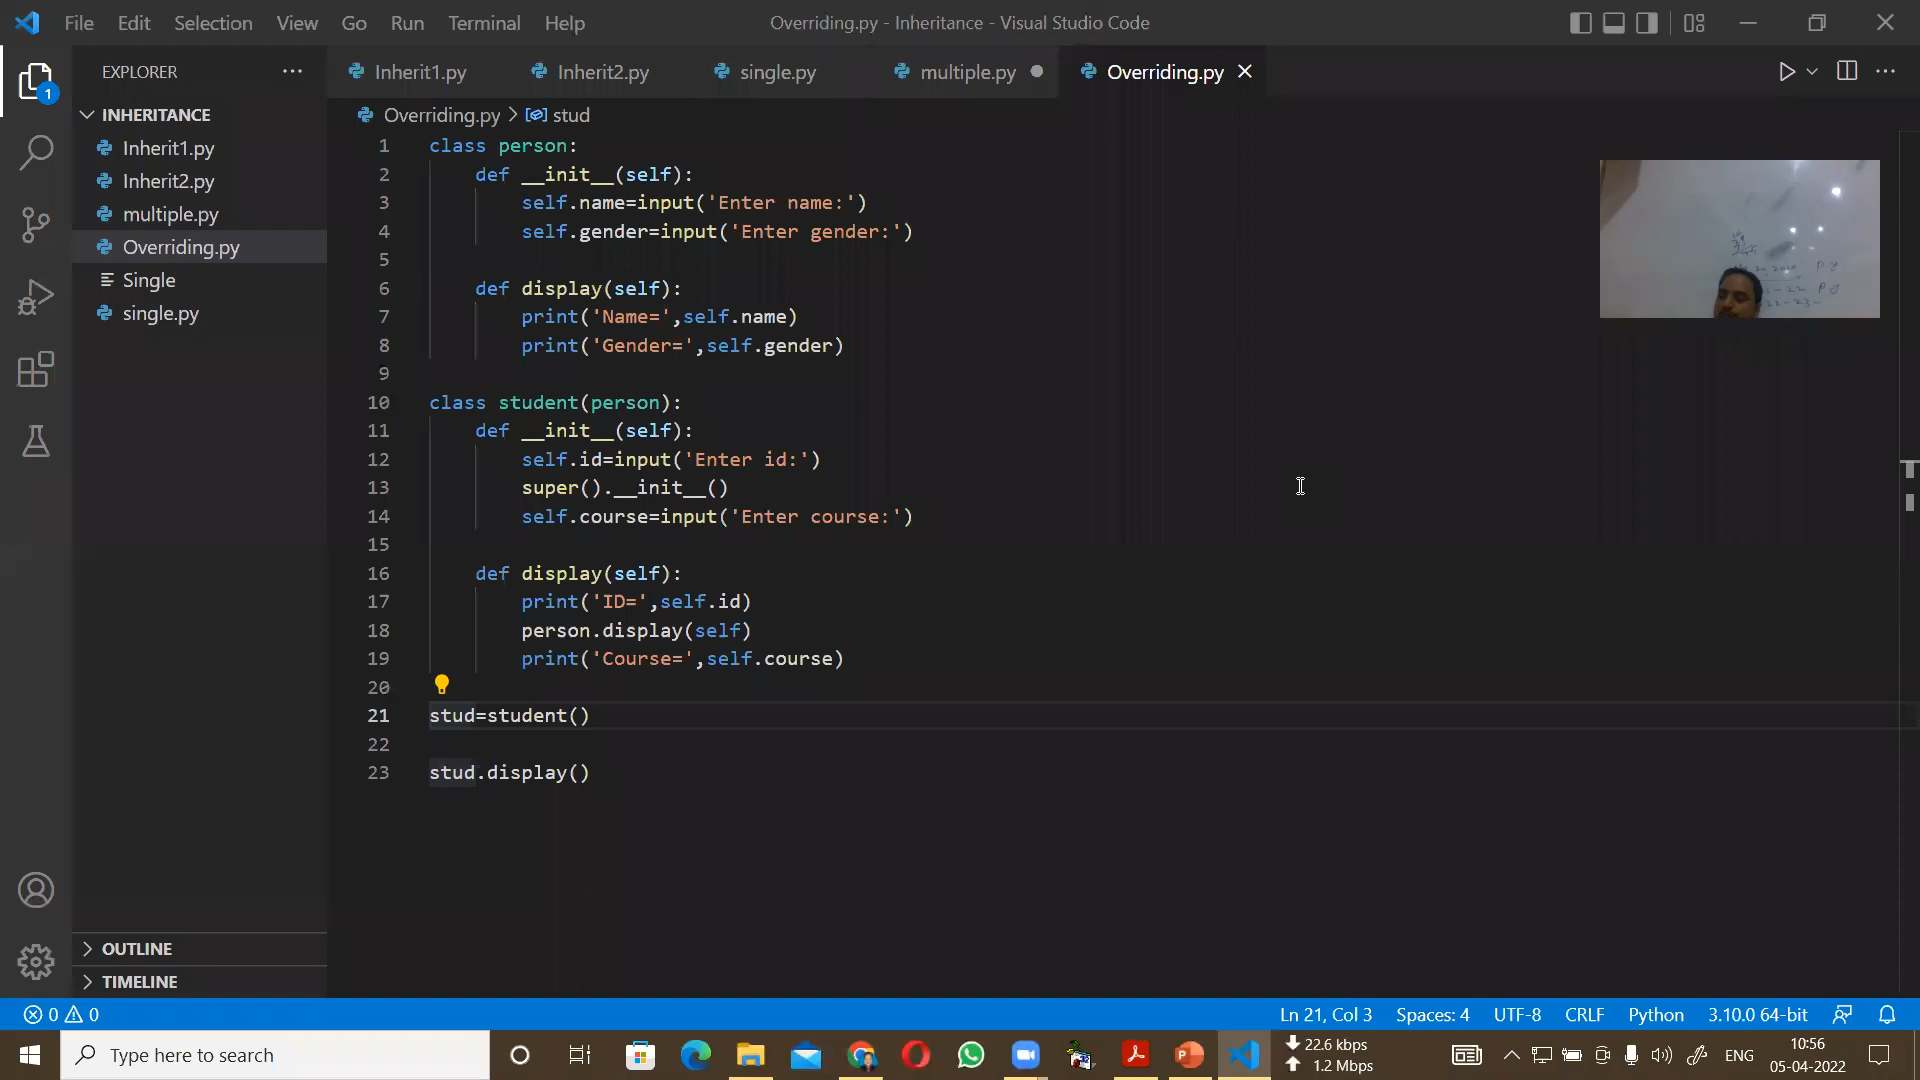 File Edit Selection View Go Run Terminal Help
Overriding.py - Inheritance - Visual Studio Code
EXPLORER
INHERITANCE
Inherit1.py
Inherit2.py
multiple.py
Overriding.py
Single
single.py
OUTLINE
TIMELINE
1
Inherit1.py Inherit2.py single.py multiple.py Overriding.py
Overriding.py > stud
1 class person:
2 def __init__(self):
3 self.name=input('Enter name:')
4 self.gender=input('Enter gender:')
5
6 def display(self):
7 print('Name=',self.name)
8 print('Gender=',self.gender)
9
10 class student(person):
11 def __init__(self):
12 self.id=input('Enter id:')
13 super().__init__()
14 self.course=input('Enter course:')
15
16 def display(self):
17 print('ID=',self.id)
18 person.display(self)
19 print('Course=',self.course)
20
21 stud=student()
22
23 stud.display()
0 0
Ln 21, Col 3 Spaces: 4 UTF-8 CRLF Python 3.10.0 64-bit
Type here to search
22.6 kbps
1.2 Mbps
ENG
10:56
05-04-2022